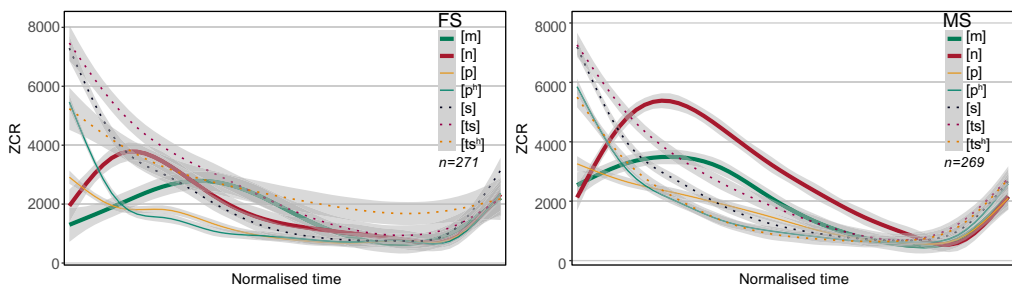 FS
8000
6000
4000
2000
0
ZCR
[m]
[n]
[p]
[pʰ]
[s]
[ts]
[tsʰ]
n=271
Normalised time
MS
8000
6000
4000
2000
0
ZCR
[m]
[n]
[p]
[pʰ]
[s]
[ts]
[tsʰ]
n=269
Normalised time